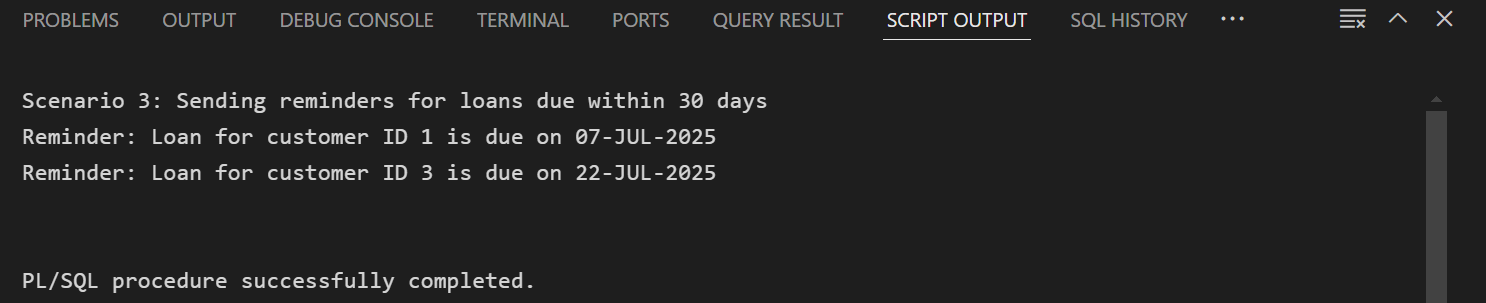 PROBLEMS OUTPUT DEBUG CONSOLE TERMINAL PORTS QUERY RESULT SCRIPT OUTPUT SQL HISTORY ···
Scenario 3: Sending reminders for loans due within 30 days
Reminder: Loan for customer ID 1 is due on 07-JUL-2025
Reminder: Loan for customer ID 3 is due on 22-JUL-2025
PL/SQL procedure successfully completed.